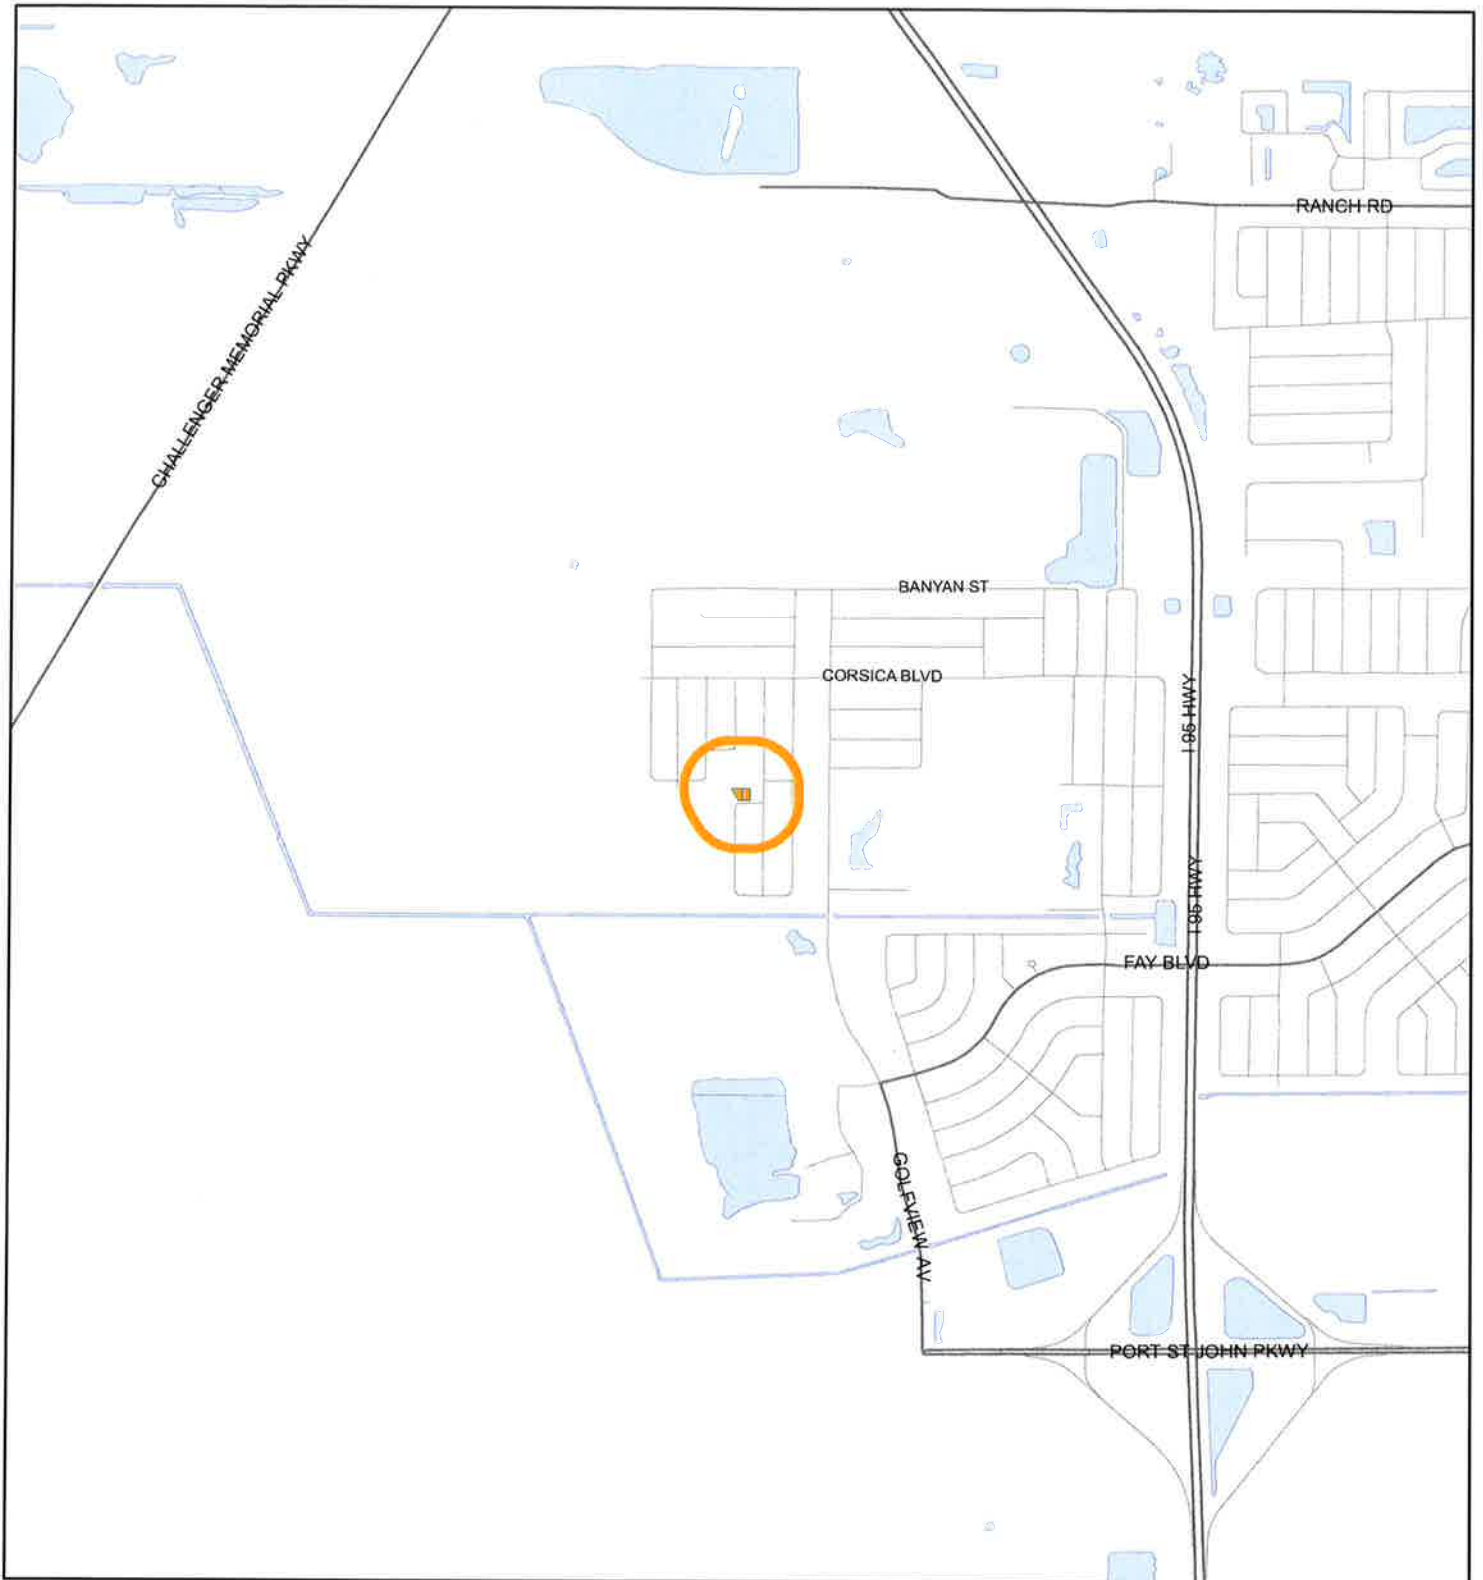 RANCH RD
CHALLENGER MEMORIAL PKWY
BANYAN ST
CORSICA BLVD
I 95 HWY
I 95 HWY
FAY BLVD
GOLFVIEW AV
PORT ST JOHN PKWY